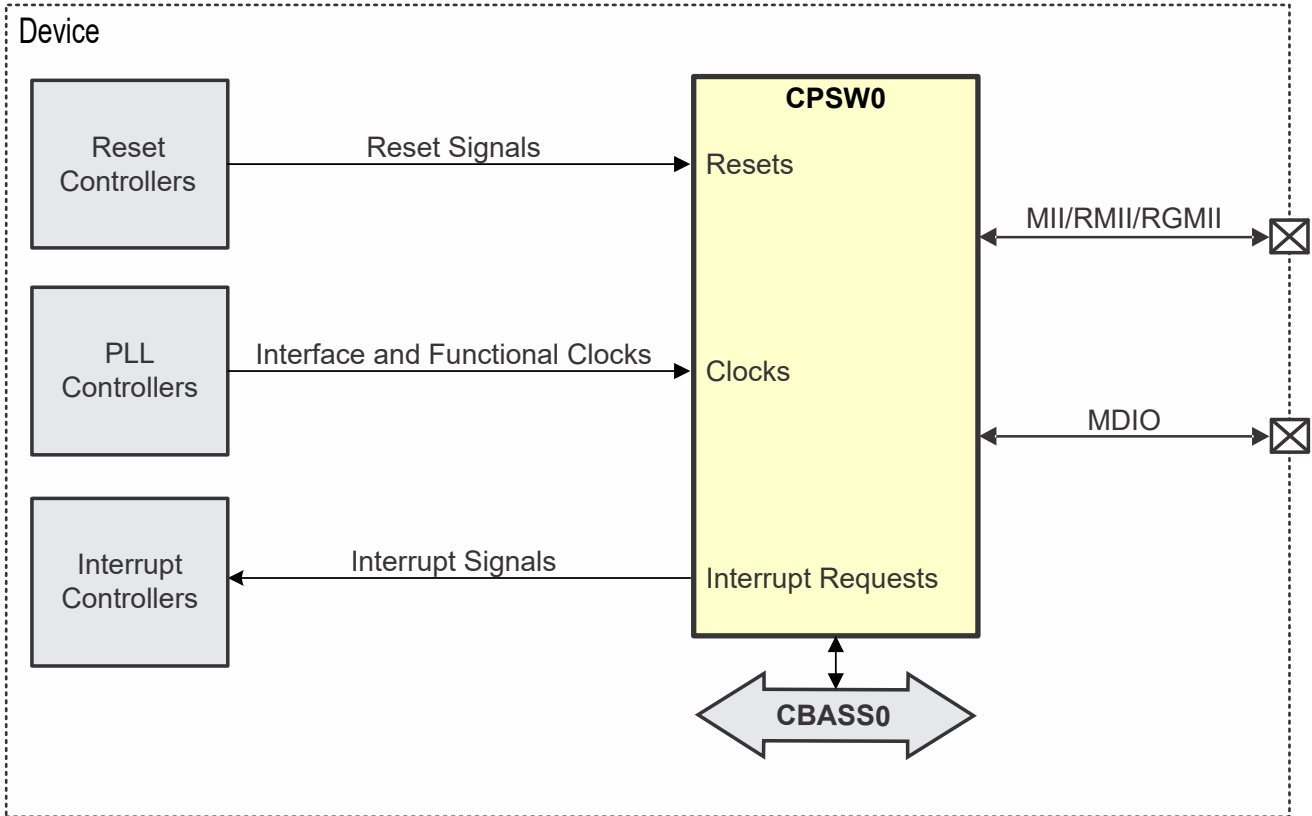 Device
CPSW0
Reset
Controllers
Reset Signals
Resets
MII/RMII/RGMII
PLL
Controllers
Interface and Functional Clocks
Clocks
MDIO
Interrupt
Controllers
Interrupt Signals
Interrupt Requests
CBASS0